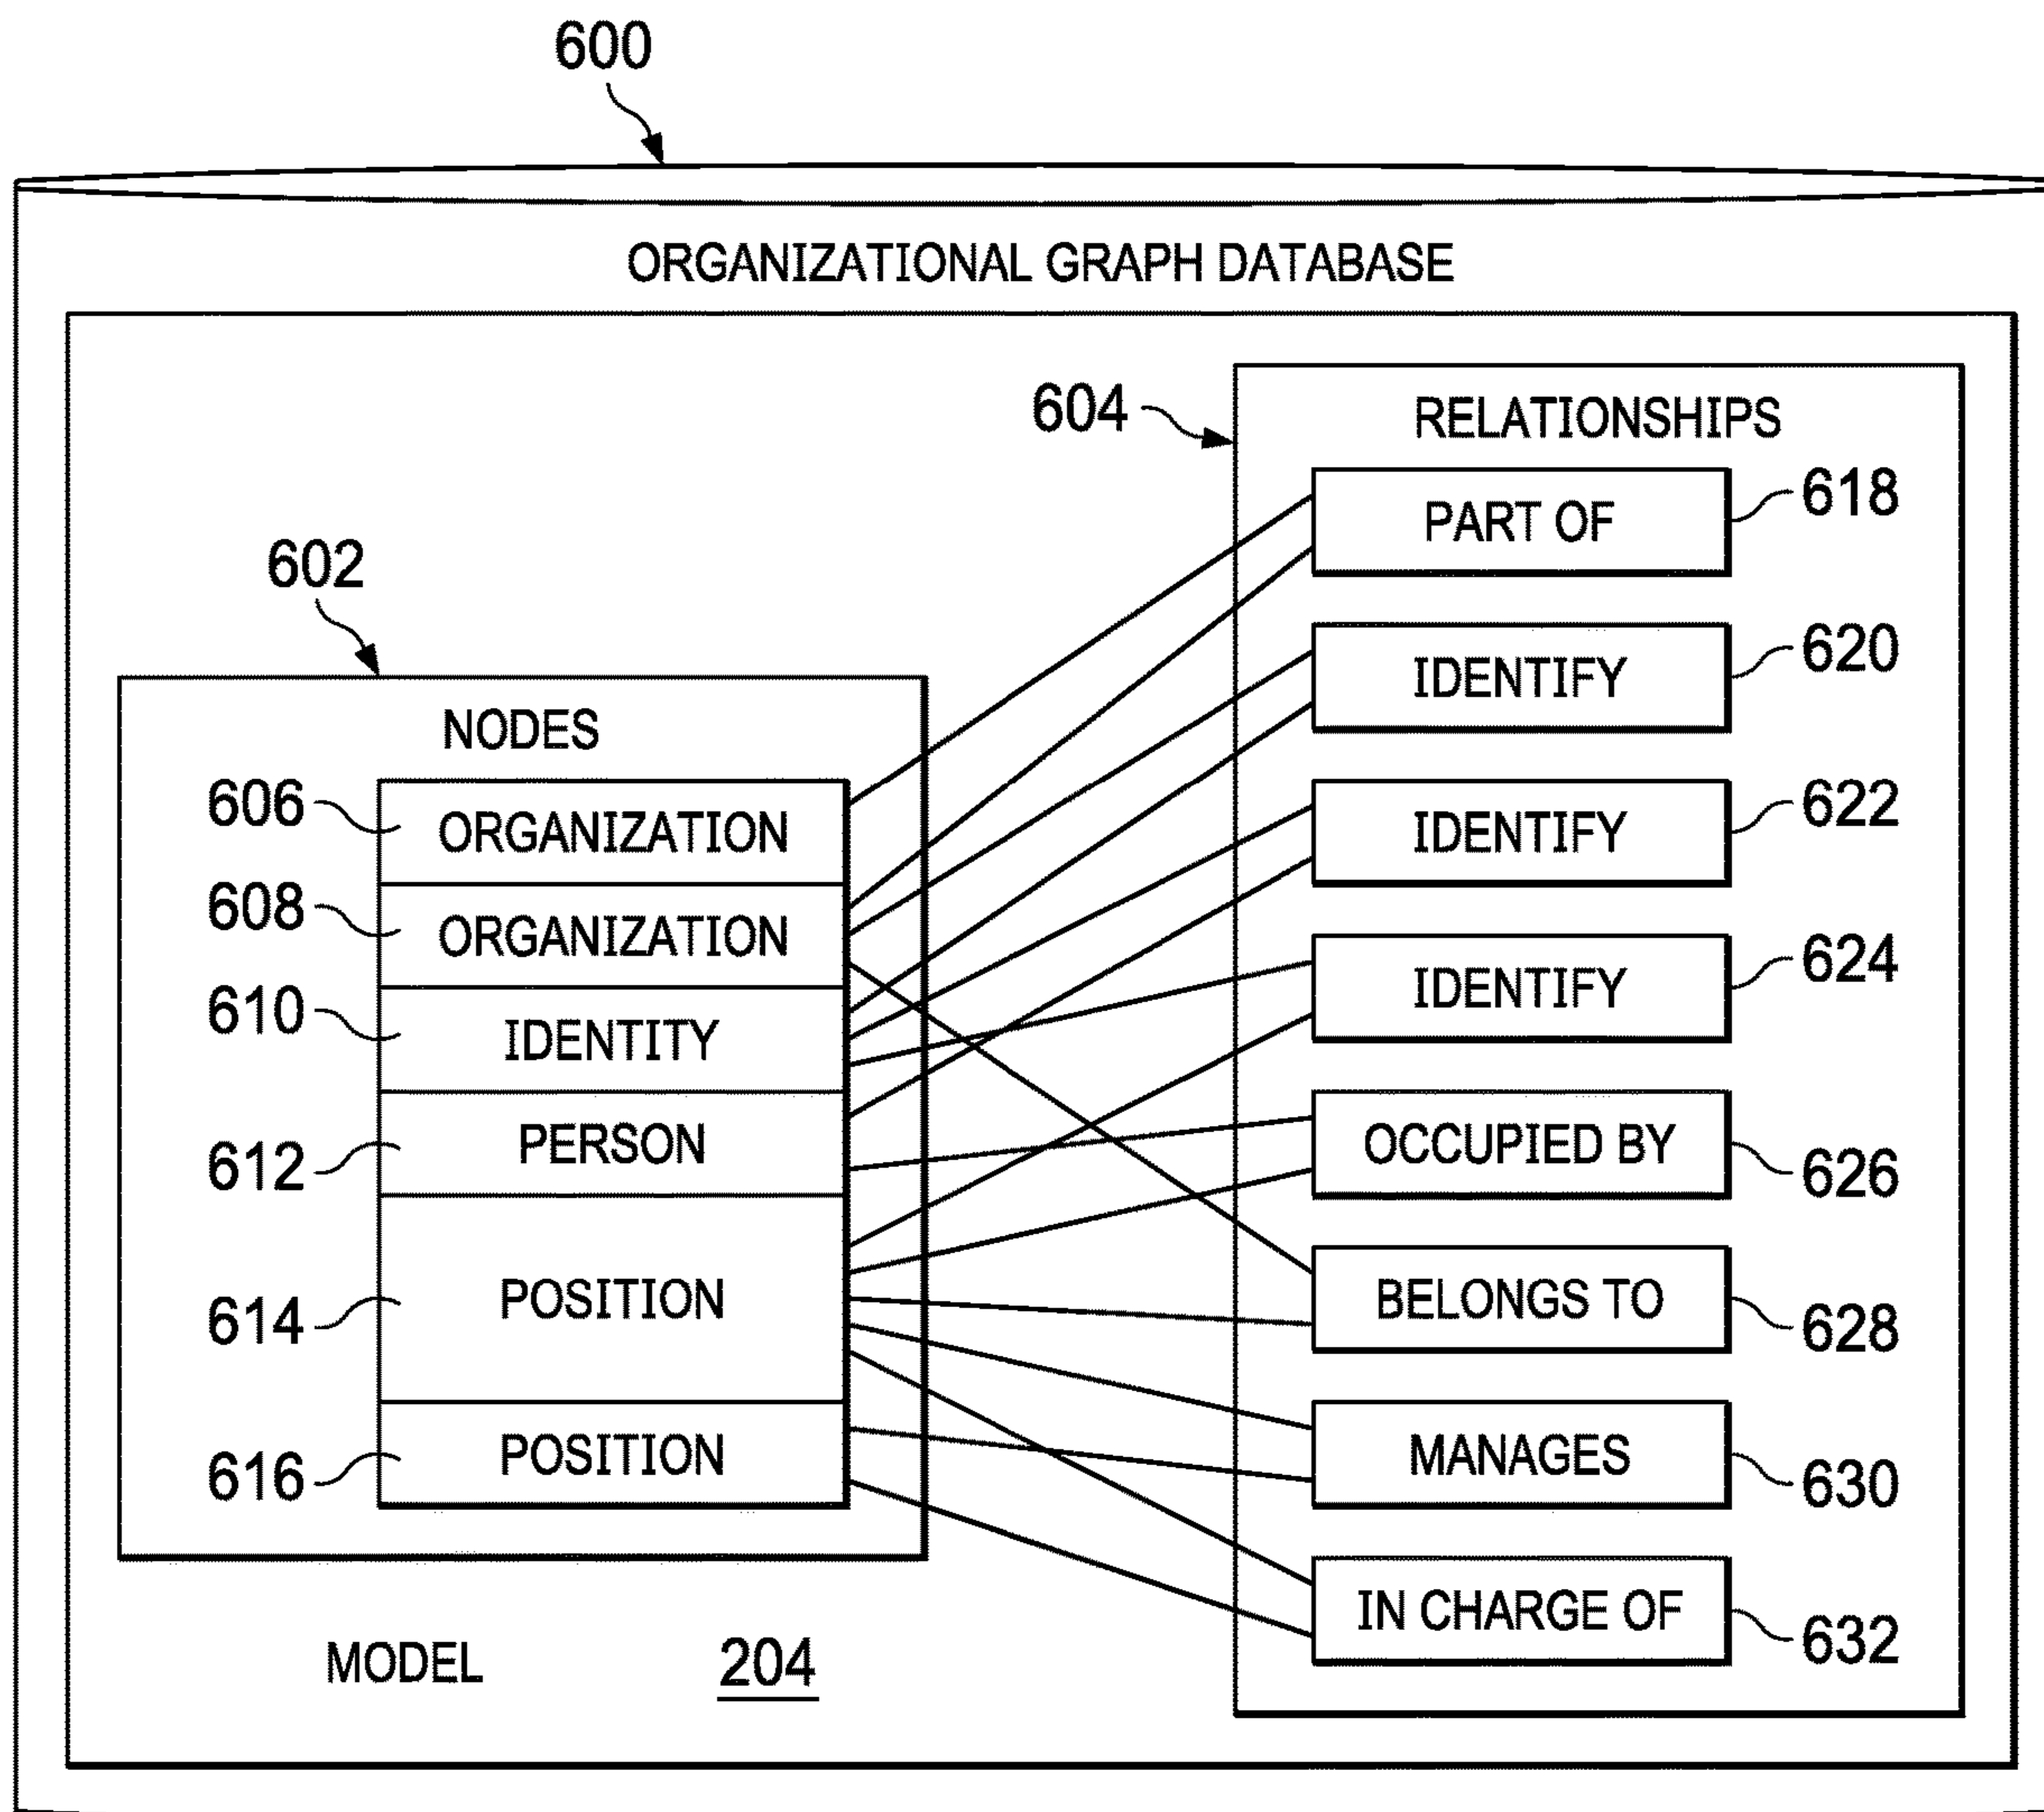 600
ORGANIZATIONAL GRAPH DATABASE
604
RELATIONSHIPS
PART OF
618
IDENTIFY
620
IDENTIFY
622
IDENTIFY
624
OCCUPIED BY
626
BELONGS TO
628
MANAGES
630
IN CHARGE OF
632
602
NODES
606
ORGANIZATION
608
ORGANIZATION
610
IDENTITY
612
PERSON
614
POSITION
616
POSITION
MODEL 204